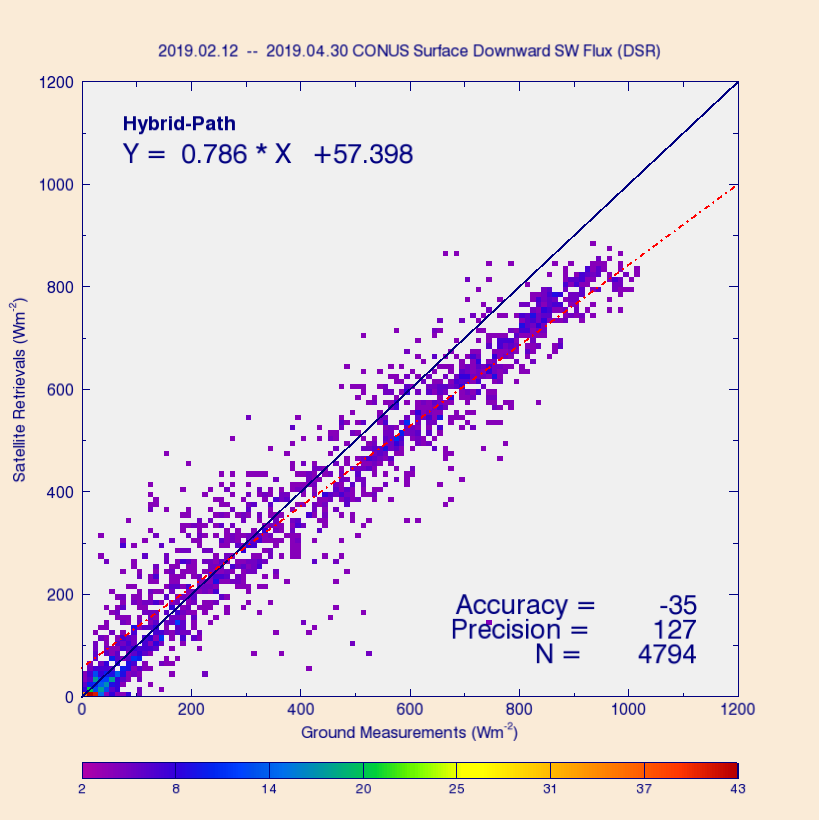 2019.02.12 -- 2019.04.30 CONUS Surface Downward SW Flux (DSR)
Hybrid-Path
Y = 0.786 * X +57.398
1200
1000
800
600
400
200
0
Satellite Retrievals (Wm-2)
Accuracy = -35
Precision = 127
N = 4794
0 200 400 600 800 1000 1200
Ground Measurements (Wm-2)
2 8 14 20 25 31 37 43